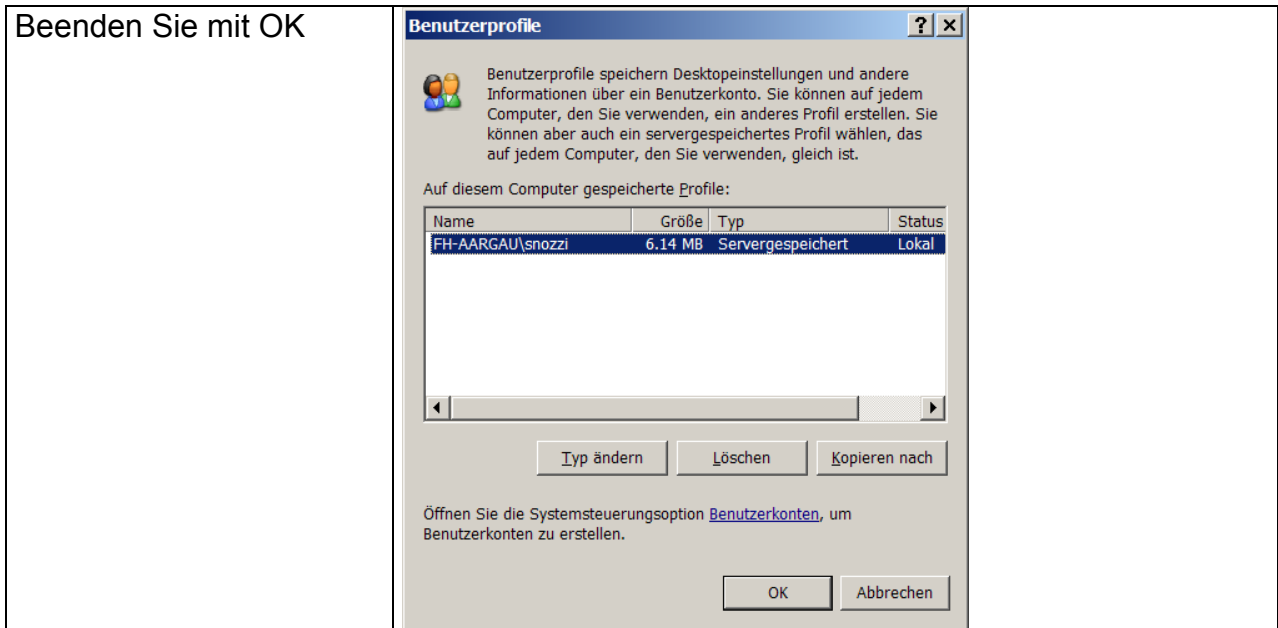 Beenden Sie mit OK
Benutzerprofile
Benutzerprofile speichern Desktopeinstellungen und andere
Informationen über ein Benutzerkonto. Sie können auf jedem
Computer, den Sie verwenden, ein anderes Profil erstellen. Sie
können aber auch ein servergespeichertes Profil wählen, das
auf jedem Computer, den Sie verwenden, gleich ist.
Auf diesem Computer gespeicherte Profile:
Name Größe Typ Status
FH-AARGAU\snozzi 6.14 MB Servergespeichert Lokal
Typ ändern Löschen Kopieren nach
Öffnen Sie die Systemsteuerungsoption Benutzerkonten, um
Benutzerkonten zu erstellen.
OK Abbrechen